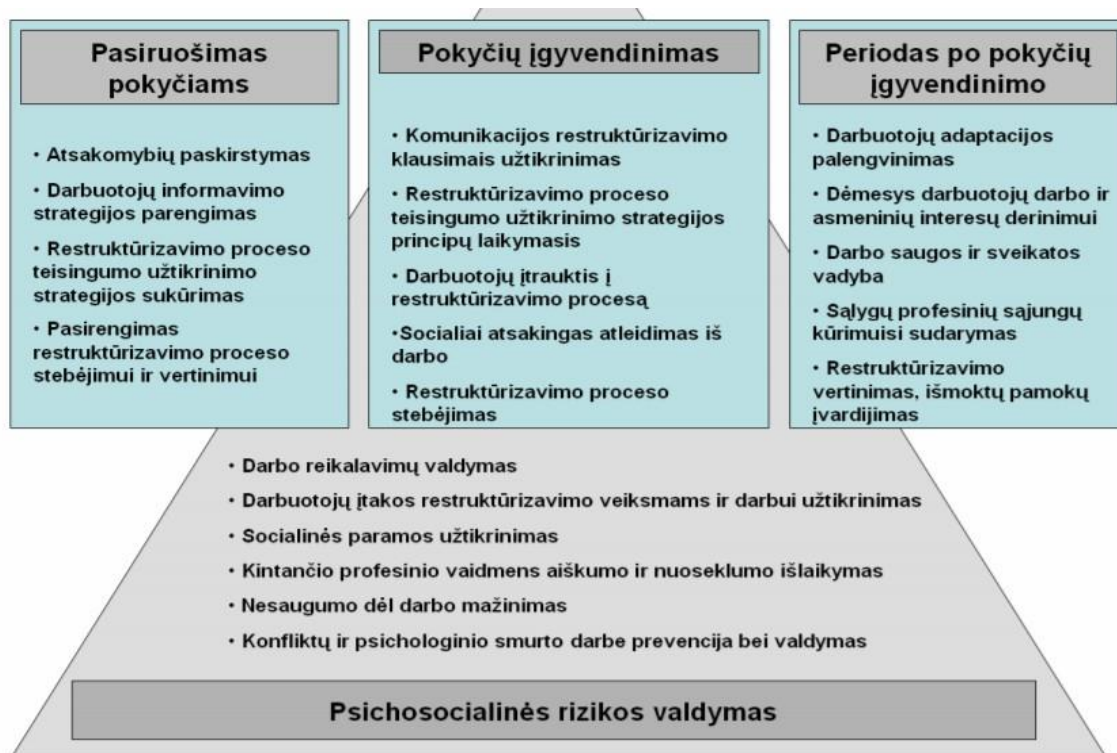 Pasiruošimas
pokyčiams
• Atsakomybių paskirstymas
• Darbuotojų informavimo
strategijos parengimas
• Restruktūrizavimo proceso
teisingumo užtikrinimo
strategijos sukūrimas
• Pasirengimas
restruktūrizavimo proceso
stebėjimui ir vertinimui
Pokyčių įgyvendinimas
• Komunikacijos restruktūrizavimo
klausimais užtikrinimas
• Restruktūrizavimo proceso
teisingumo užtikrinimo strategijos
principų laikymasis
• Darbuotojų įtrauktis į
restruktūrizavimo procesą
•Socialiai atsakingas atleidimas iš
darbo
• Restruktūrizavimo proceso
stebėjimas
Periodas po pokyčių
įgyvendinimo
• Darbuotojų adaptacijos
palengvinimas
• Dėmesys darbuotojų darbo ir
asmeninių interesų derinimui
• Darbo saugos ir sveikatos
vadyba
• Sąlygų profesinių sąjungų
kūrimuisi sudarymas
• Restruktūrizavimo
vertinimas, išmoktų pamokų
įvardijimas
• Darbo reikalavimų valdymas
• Darbuotojų įtakos restruktūrizavimo veiksmams ir darbui užtikrinimas
• Socialinės paramos užtikrinimas
• Kintančio profesinio vaidmens aiškumo ir nuoseklumo išlaikymas
• Nesaugumo dėl darbo mažinimas
• Konfliktų ir psichologinio smurto darbe prevencija bei valdymas
Psichosocialinės rizikos valdymas